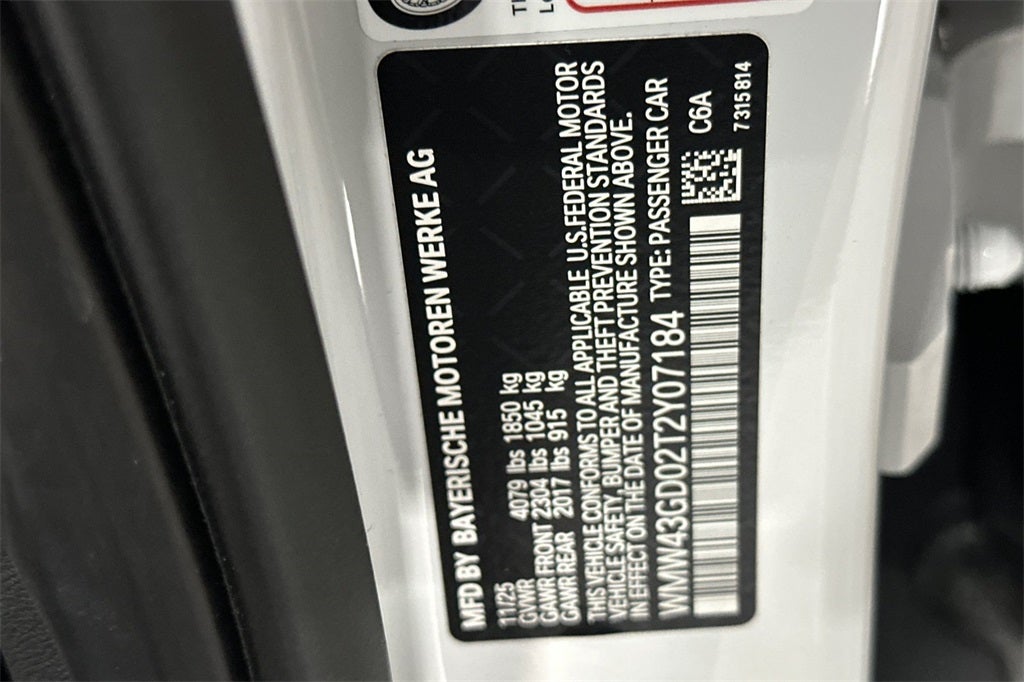 MFD BY BAYERISCHE MOTOREN WERKE AG
11/25
GVWR 4079 lbs 1850 kg
GAWR FRONT 2304 lbs 1045 kg
GAWR REAR 2017 lbs 915 kg
THIS VEHICLE CONFORMS TO ALL APPLICABLE U.S.FEDERAL MOTOR
VEHICLE SAFETY, BUMPER AND THEFT PREVENTION STANDARDS
IN EFFECT ON THE DATE OF MANUFACTURE SHOWN ABOVE.
WMW43GD02T2Y07184 TYPE: PASSENGER CAR
C6A
7315814